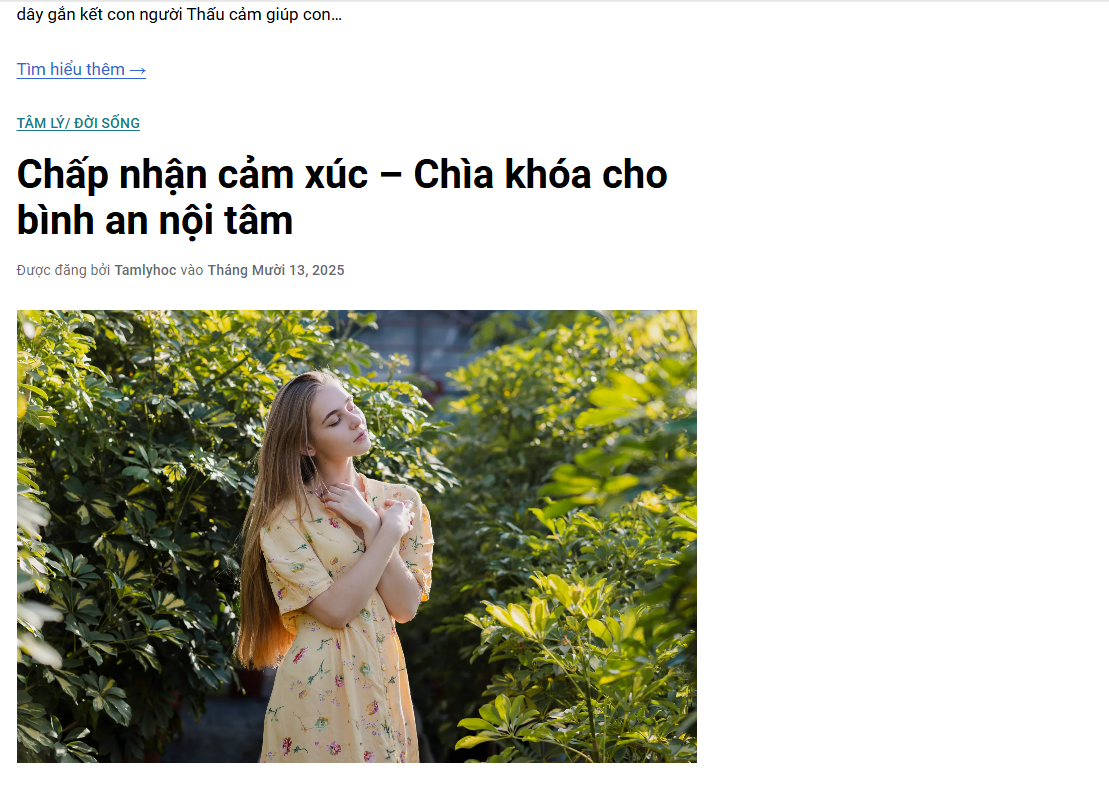 dây gắn kết con người Thấu cảm giúp con…
Tìm hiểu thêm →
TÂM LÝ/ ĐỜI SỐNG
Chấp nhận cảm xúc – Chìa khóa cho
bình an nội tâm
Được đăng bởi Tamlyhoc vào Tháng Mười 13, 2025